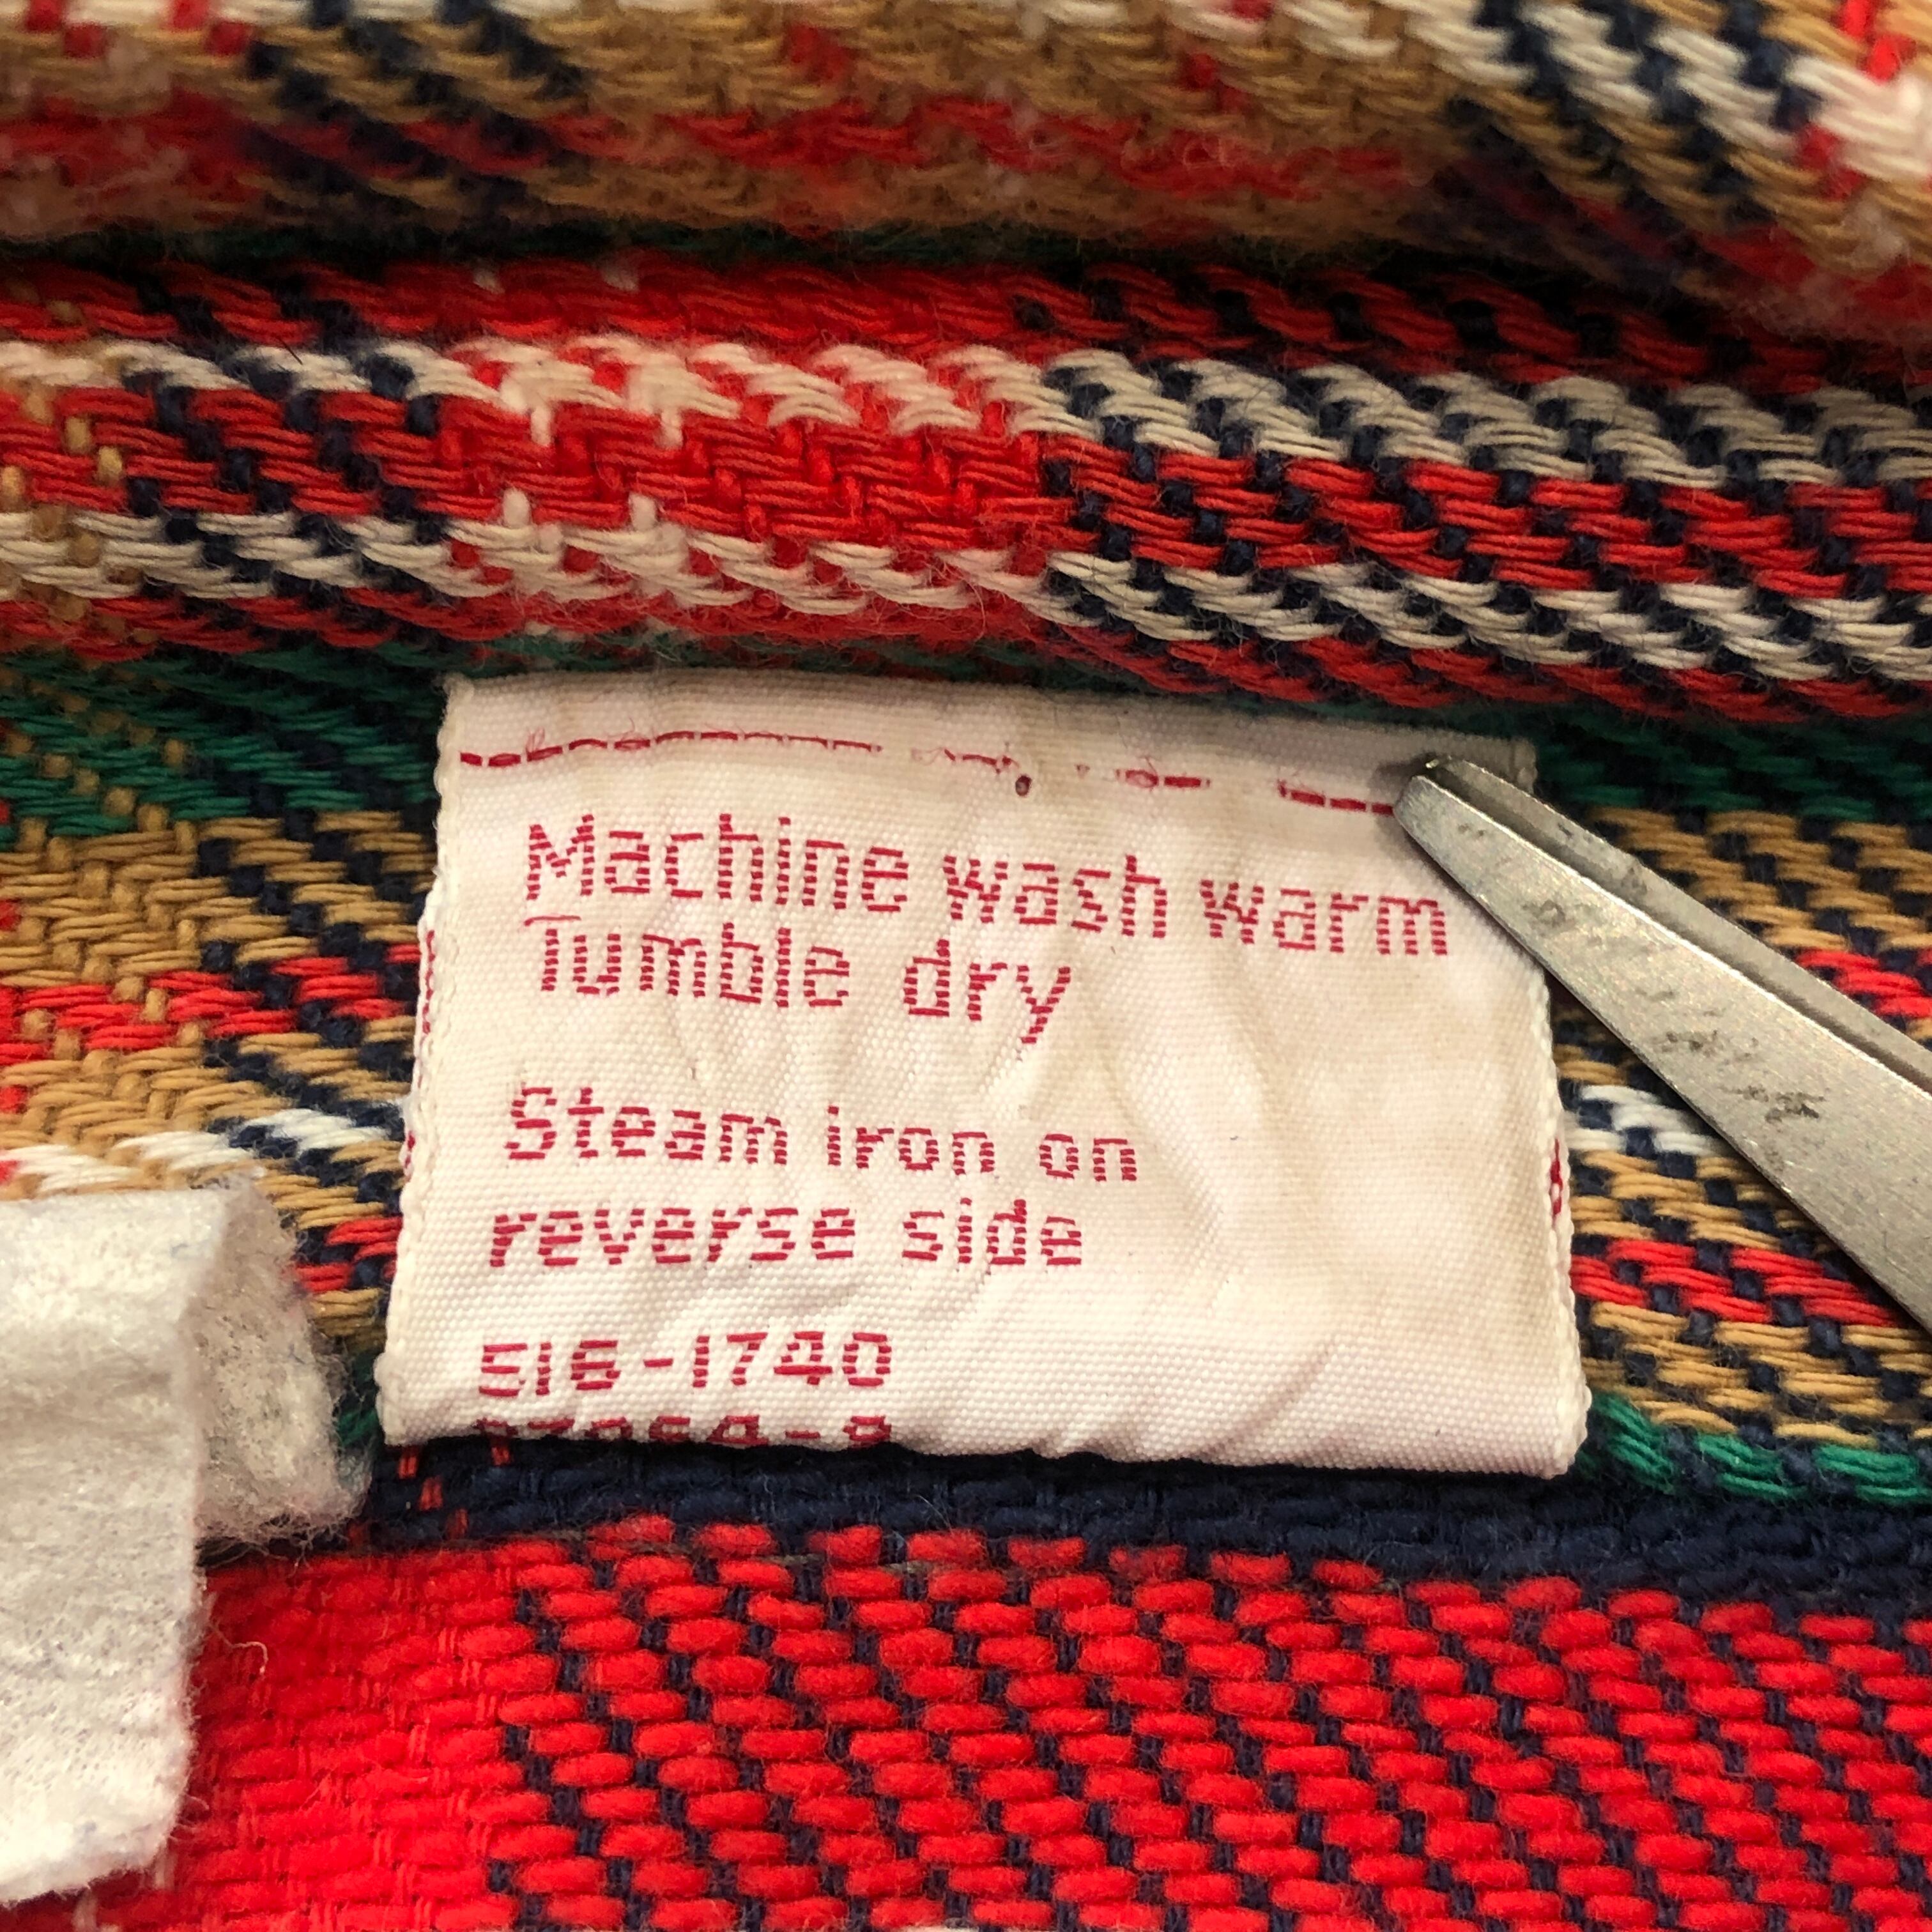 Machine wash warm
Tumble dry
Steam iron on
reverse side
516-1740